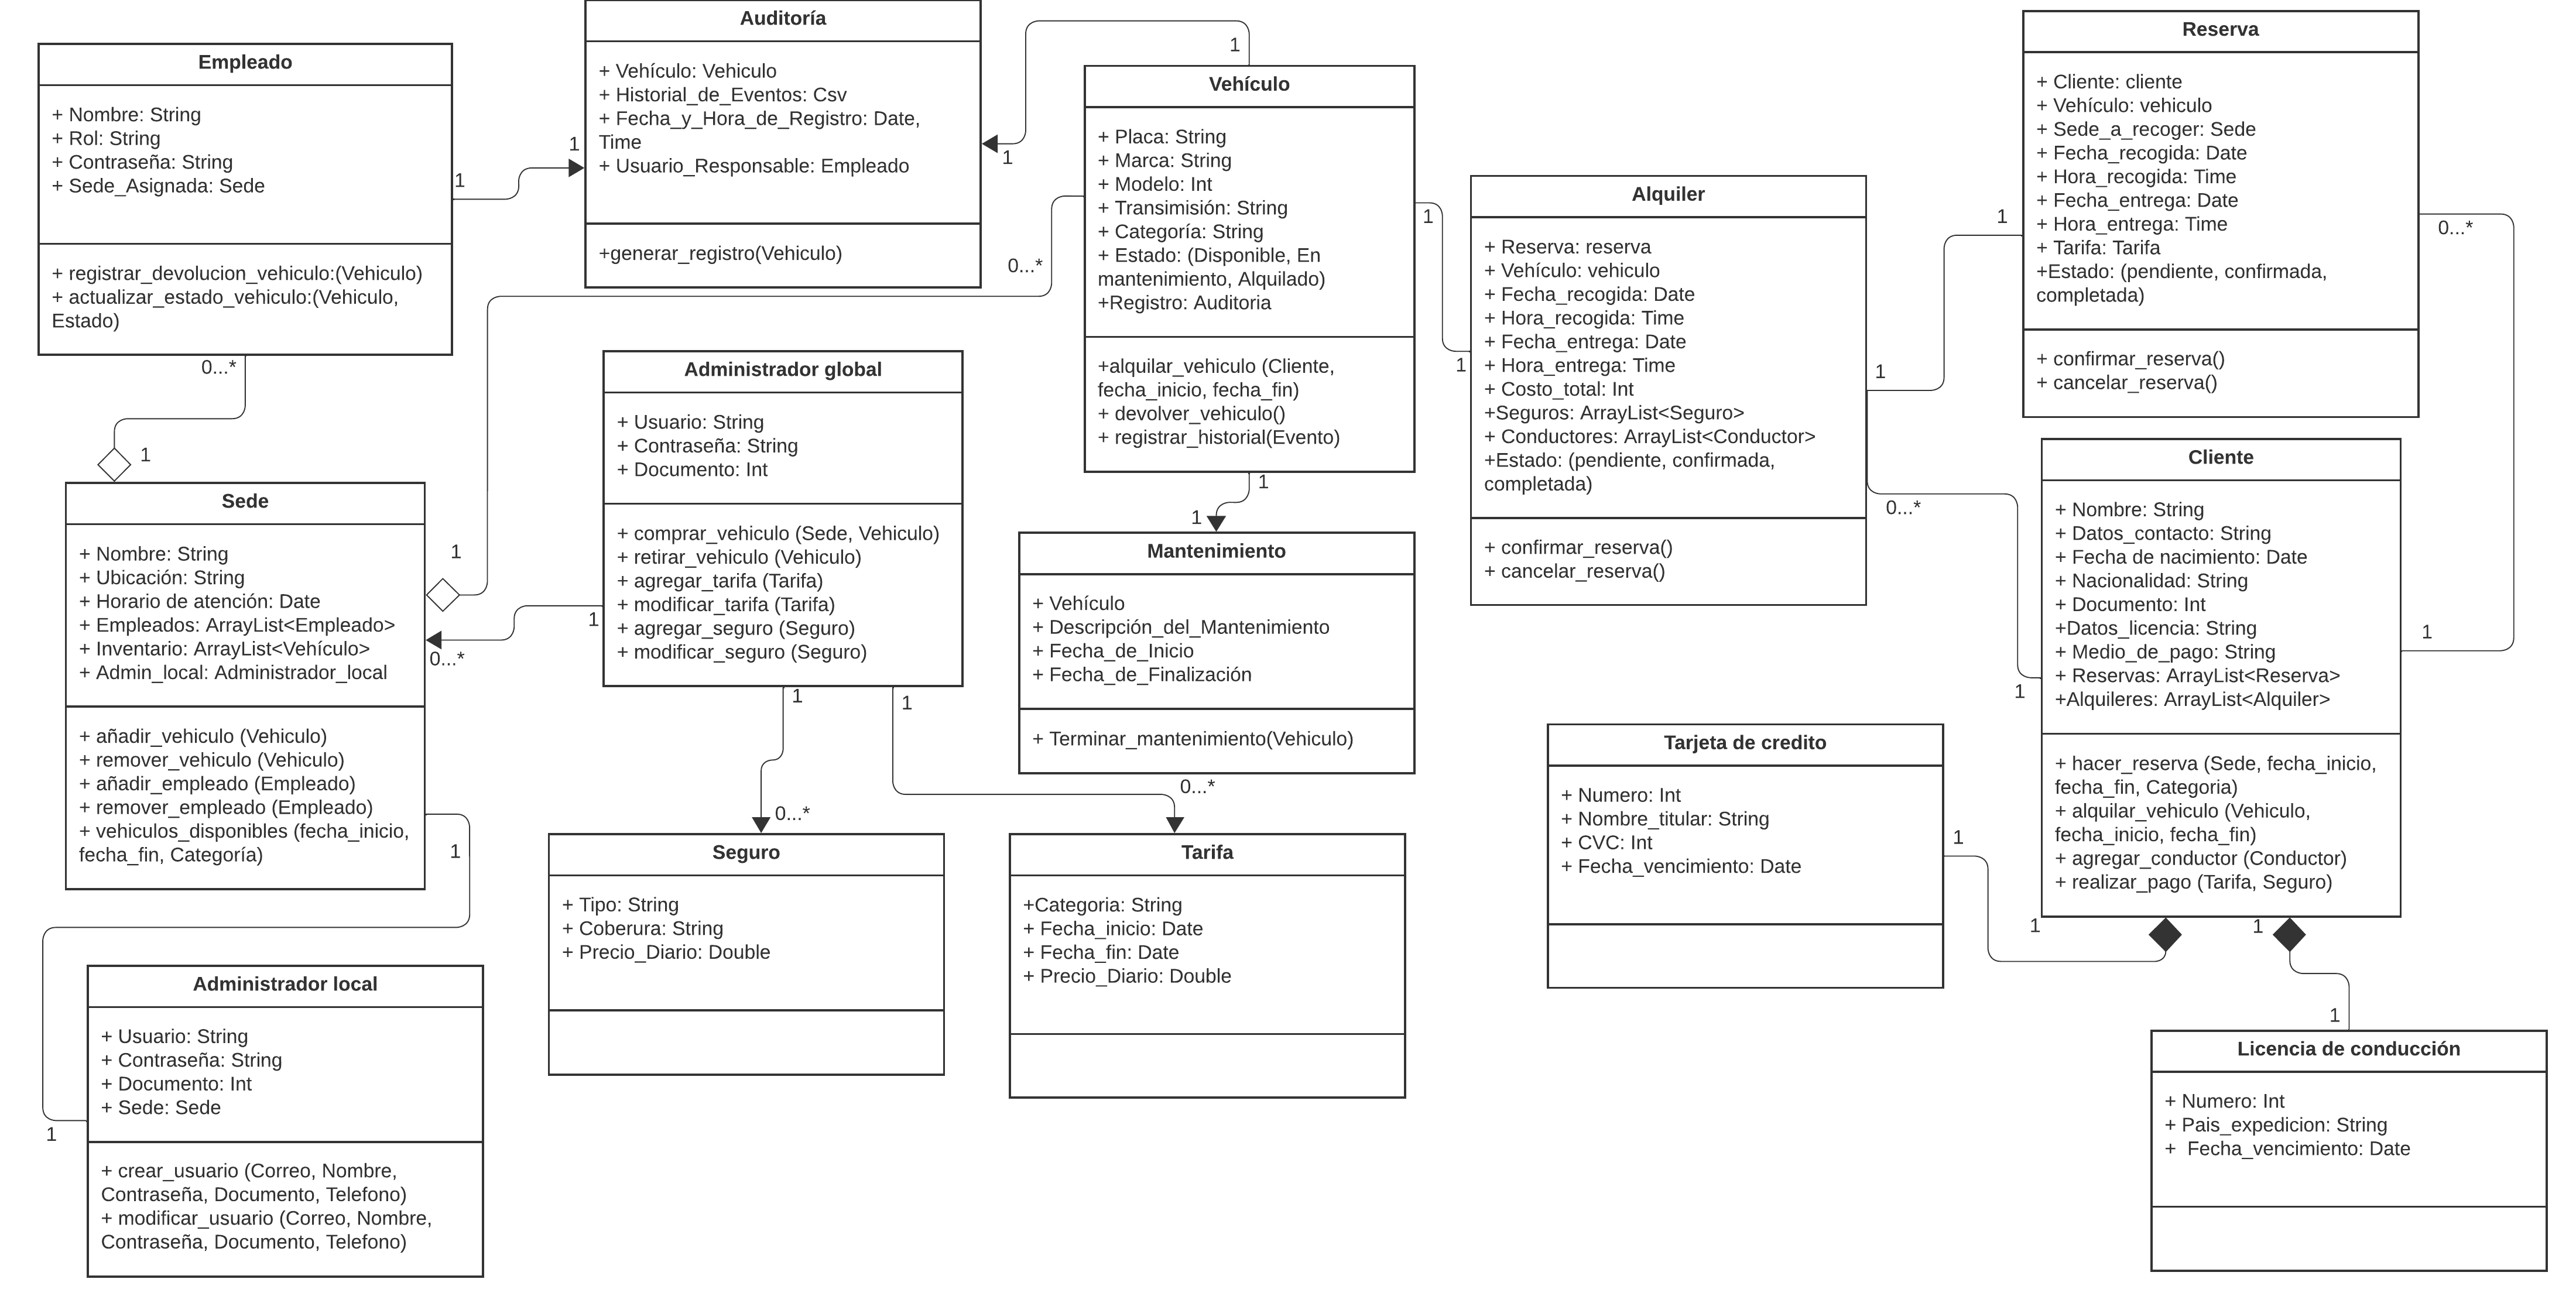 Empleado
+ Nombre: String
+ Rol: String
+ Contraseña: String
+ Sede_Asignada: Sede
+ registrar_devolucion_vehiculo:(Vehiculo)
+ actualizar_estado_vehiculo:(Vehiculo,
Estado)
1
1
0...*
1
Auditoría
+ Vehículo: Vehiculo
+ Historial_de_Eventos: Csv
+ Fecha_y_Hora_de_Registro: Date,
Time
+ Usuario_Responsable: Empleado
+generar_registro(Vehiculo)
1
1
Vehículo
+ Placa: String
+ Marca: String
+ Modelo: Int
+ Transimisión: String
+ Categoría: String
+ Estado: (Disponible, En
mantenimiento, Alquilado)
+Registro: Auditoria
+alquilar_vehiculo (Cliente,
fecha_inicio, fecha_fin)
+ devolver_vehiculo()
+ registrar_historial(Evento)
0...*
1
1
1
1
1
Alquiler
+ Reserva: reserva
+ Vehículo: vehiculo
+ Fecha_recogida: Date
+ Hora_recogida: Time
+ Fecha_entrega: Date
+ Hora_entrega: Time
+ Costo_total: Int
+Seguros: ArrayList<Seguro>
+ Conductores: ArrayList<Conductor>
+Estado: (pendiente, confirmada,
completada)
+ confirmar_reserva()
+ cancelar_reserva()
1
1
0...*
1
Reserva
+ Cliente: cliente
+ Vehículo: vehiculo
+ Sede_a_recoger: Sede
+ Fecha_recogida: Date
+ Hora_recogida: Time
+ Fecha_entrega: Date
+ Hora_entrega: Time
+ Tarifa: Tarifa
+Estado: (pendiente, confirmada,
completada)
+ confirmar_reserva()
+ cancelar_reserva()
0...*
1
Sede
+ Nombre: String
+ Ubicación: String
+ Horario de atención: Date
+ Empleados: ArrayList<Empleado>
+ Inventario: ArrayList<Vehículo>
+ Admin_local: Administrador_local
+ añadir_vehiculo (Vehiculo)
+ remover_vehiculo (Vehiculo)
+ añadir_empleado (Empleado)
+ remover_empleado (Empleado)
+ vehiculos_disponibles (fecha_inicio,
fecha_fin, Categoría)
1
1
Administrador global
+ Usuario: String
+ Contraseña: String
+ Documento: Int
+ comprar_vehiculo (Sede, Vehiculo)
+ retirar_vehiculo (Vehiculo)
+ agregar_tarifa (Tarifa)
+ modificar_tarifa (Tarifa)
+ agregar_seguro (Seguro)
+ modificar_seguro (Seguro)
1
0...*
1
0...*
1
0...*
Mantenimiento
+ Vehículo
+ Descripción_del_Mantenimiento
+ Fecha_de_Inicio
+ Fecha_de_Finalización
+ Terminar_mantenimiento(Vehiculo)
Cliente
+ Nombre: String
+ Datos_contacto: String
+ Fecha de nacimiento: Date
+ Nacionalidad: String
+ Documento: Int
+Datos_licencia: String
+ Medio_de_pago: String
+ Reservas: ArrayList<Reserva>
+Alquileres: ArrayList<Alquiler>
+ hacer_reserva (Sede, fecha_inicio,
fecha_fin, Categoria)
+ alquilar_vehiculo (Vehiculo,
fecha_inicio, fecha_fin)
+ agregar_conductor (Conductor)
+ realizar_pago (Tarifa, Seguro)
1
1
1
1
Tarjeta de credito
+ Numero: Int
+ Nombre_titular: String
+ CVC: Int
+ Fecha_vencimiento: Date
Seguro
+ Tipo: String
+ Coberura: String
+ Precio_Diario: Double
Tarifa
+Categoria: String
+ Fecha_inicio: Date
+ Fecha_fin: Date
+ Precio_Diario: Double
Administrador local
+ Usuario: String
+ Contraseña: String
+ Documento: Int
+ Sede: Sede
+ crear_usuario (Correo, Nombre,
Contraseña, Documento, Telefono)
+ modificar_usuario (Correo, Nombre,
Contraseña, Documento, Telefono)
Licencia de conducción
+ Numero: Int
+ Pais_expedicion: String
+  Fecha_vencimiento: Date